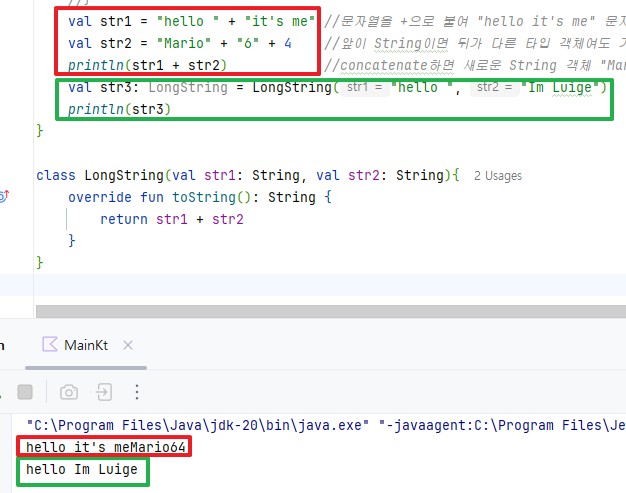 val str1 = "hello " + "it's me" //문자열을 +으로 붙여 "hello it's me" 문
val str2 = "Mario" + "6" + 4 //앞이 String이면 뒤가 다른 타입 객체여도
println(str1 + str2) //concatenate하면 새로운 String 객체 "Mar
val str3: LongString = LongString( str1 = "hello ", str2 = "Im Luige")
println(str3)
}
class LongString(val str1: String, val str2: String){ 2 Usages
override fun toString(): String {
return str1 + str2
}
}
MainKt
"C:\Program Files\Java\jdk-20\bin\java.exe" "-javaagent:C:\Program Files\Je
hello it's meMario64
hello Im Luige